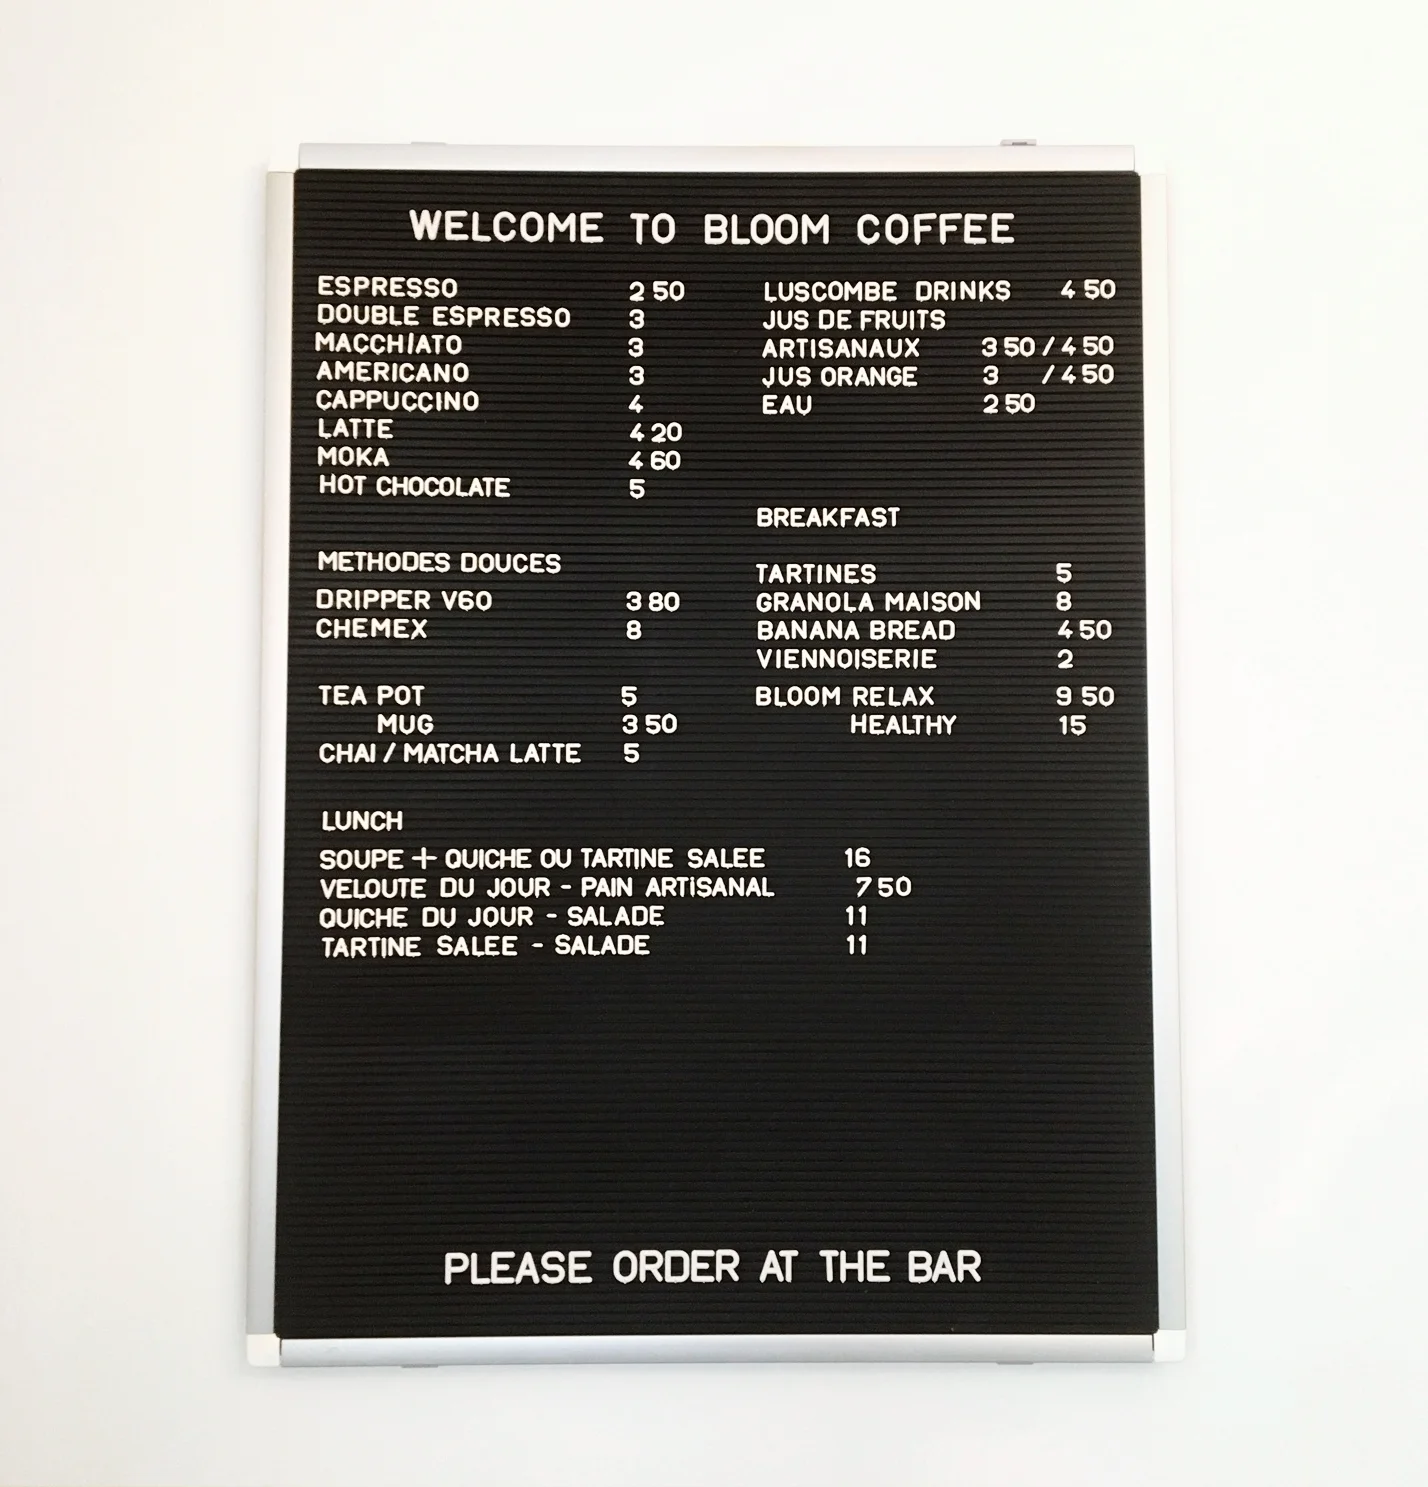 WELCOME TO BLOOM COFFEE
ESPRESSO 2 50
DOUBLE ESPRESSO 3
MACCHIATO 3
AMERICANO 3
CAPPUCCINO 4
LATTE 4 20
MOKA 4 60
HOT CHOCOLATE 5
METHODES DOUCES
DRIPPER V60 3 80
CHEMEX 8
TEA POT 5
MUG 3 50
CHAI / MATCHA LATTE 5
LUSCOMBE DRINKS 4 50
JUS DE FRUITS
ARTISANAUX 3 50 / 4 50
JUS ORANGE 3 / 4 50
EAU 2 50
BREAKFAST
TARTINES 5
GRANOLA MAISON 8
BANANA BREAD 4 50
VIENNOISERIE 2
BLOOM RELAX 9 50
HEALTHY 15
LUNCH
SOUPE + QUICHE OU TARTINE SALEE 16
VELOUTE DU JOUR - PAIN ARTISANAL 7 50
QUICHE DU JOUR - SALADE 11
TARTINE SALEE - SALADE 11
PLEASE ORDER AT THE BAR